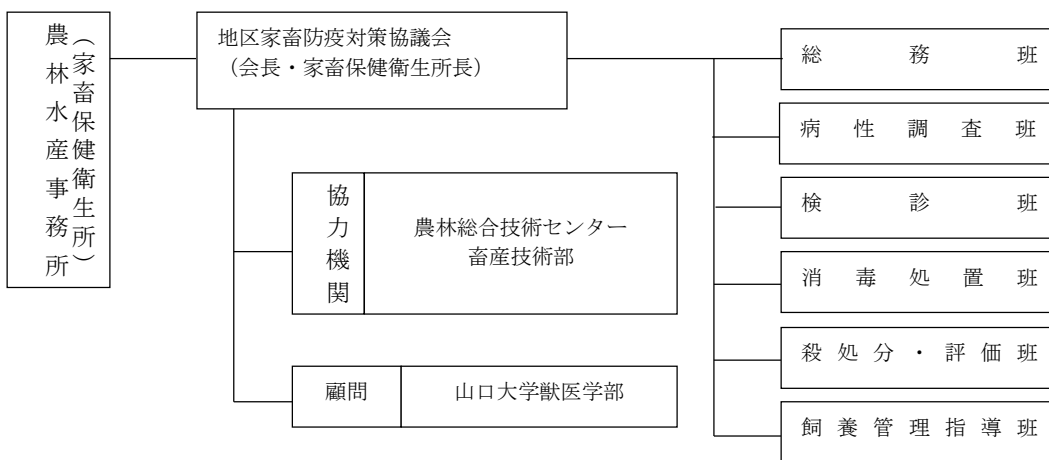 農林水産事務所
（家畜保健衛生所）
地区家畜防疫対策協議会
（会長・家畜保健衛生所長）
協力機関
農林総合技術センター
畜産技術部
顧問
山口大学獣医学部
総務班
病性調査班
検診班
消毒処置班
殺処分・評価班
飼養管理指導班